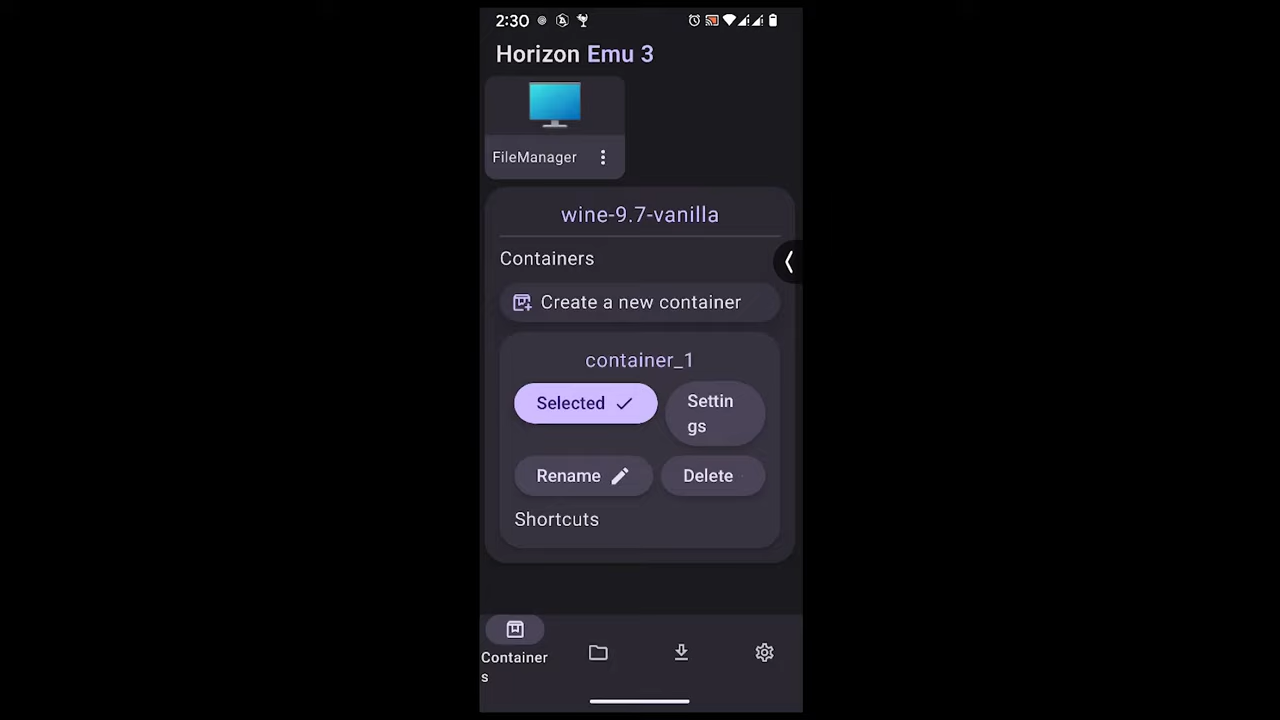 2:30
Horizon Emu 3
FileManager
wine-9.7-vanilla
Containers
Create a new container
container_1
Selected
Settin
gs
Rename
Delete
Shortcuts
Container
s